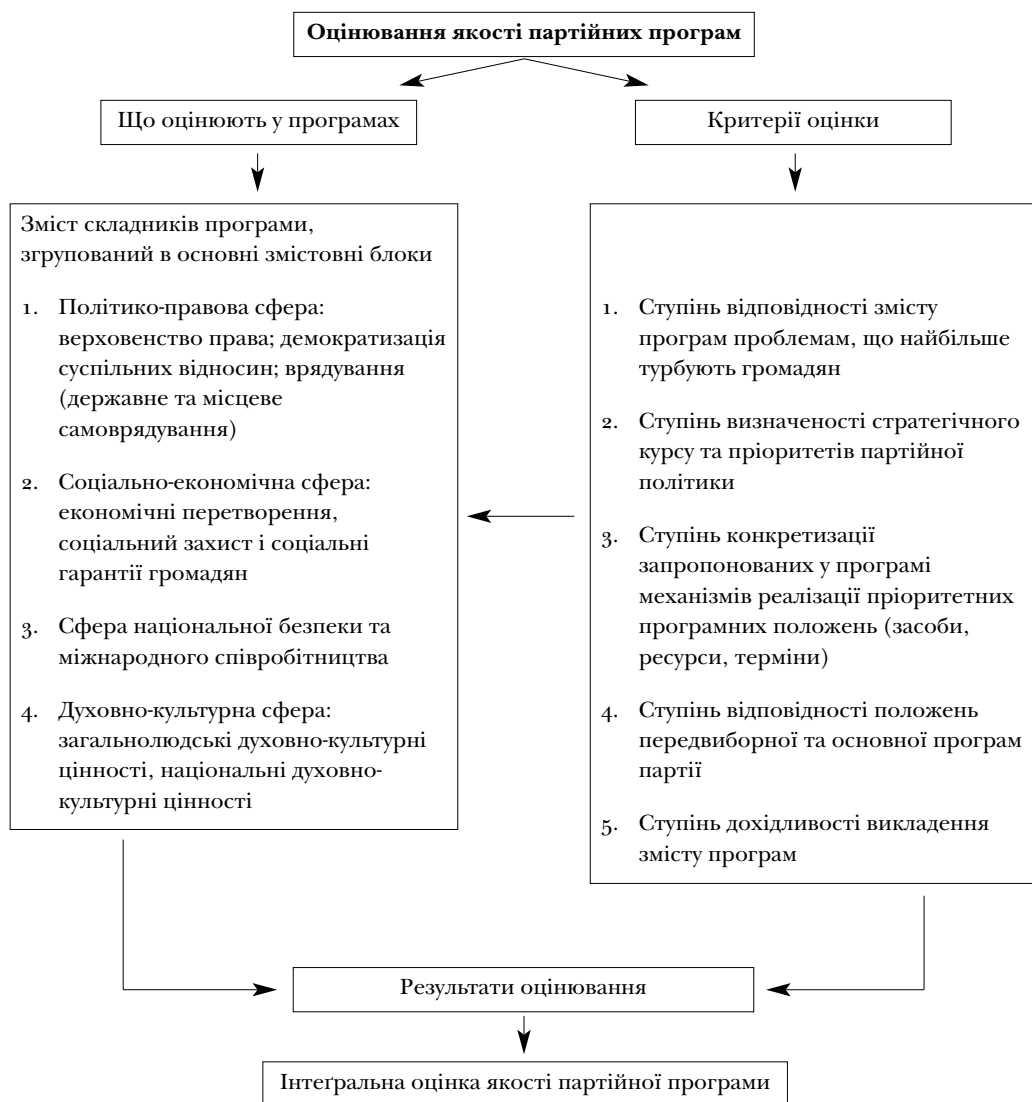 Оцінювання якості партійних програм
Що оцінюють у програмах
Критерії оцінки
Зміст складників програми,
згрупований в основні змістовні блоки
1. Політико-правова сфера:
верховенство права; демократизація
суспільних відносин; врядування
(державне та місцеве
самоврядування)
2. Соціально-економічна сфера:
економічні перетворення,
соціальний захист і соціальні
гарантії громадян
3. Сфера національної безпеки та
міжнародного співробітництва
4. Духовно-культурна сфера:
загальнолюдські духовно-культурні
цінності, національні духовно-
культурні цінності
1. Ступінь відповідності змісту
програм проблемам, що найбільше
турбують громадян
2. Ступінь визначеності стратегічного
курсу та пріоритетів партійної
політики
3. Ступінь конкретизації
запропонованих у програмі
механізмів реалізації пріоритетних
програмних положень (засоби,
ресурси, терміни)
4. Ступінь відповідності положень
передвиборної та основної програм
партії
5. Ступінь дохідливості викладення
змісту програм
Результати оцінювання
Інтеґральна оцінка якості партійної програми